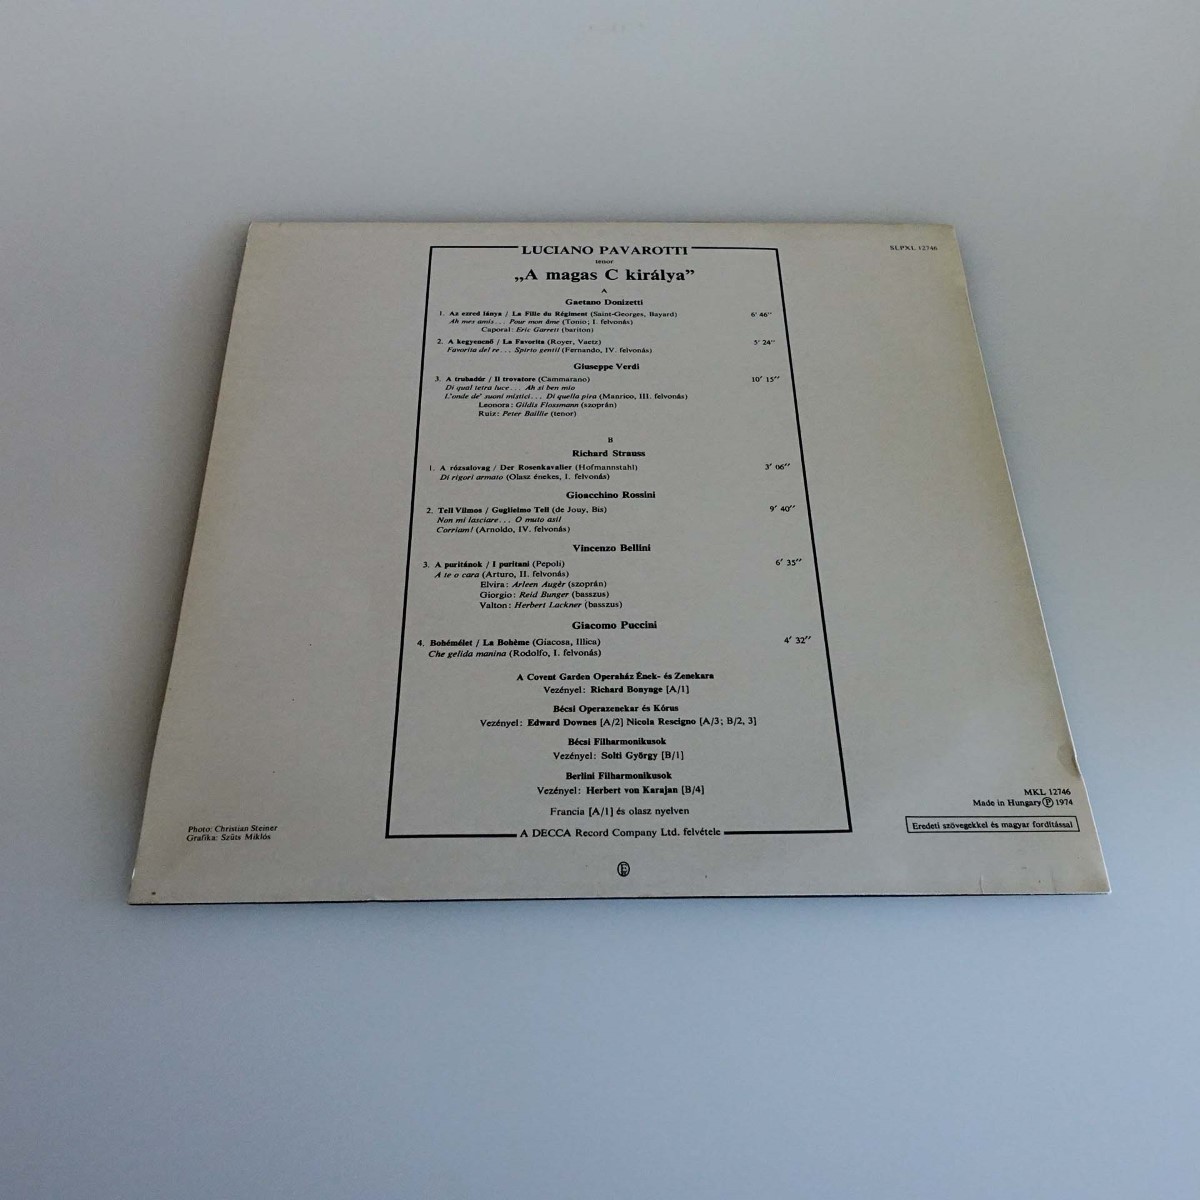 LUCIANO PAVAROTTI
SLPXL 12746
tenor
„A magas C királya”
A
Gaetano Donizetti
1. Az ezred lánya / La Fille du Régiment (Saint-Georges, Bayard) 6′ 46″
Ah mes amis... Pour mon âme (Tonio; I. felvonás)
Caporal: Eric Garrett (bariton)
2. A kegyencnő / La Favorita (Royer, Vaetz) 5′ 24″
Favorita del re... Spirto gentil (Fernando, IV. felvonás)
Giuseppe Verdi
3. A trubadúr / Il trovatore (Cammarano) 10′ 15″
Di qual tetra luce... Ah si ben mio
L'onde de' suoni mistici... Di quella pira (Manrico, III. felvonás)
Leonora: Gildis Flossmann (szoprán)
Ruiz: Peter Baillie (tenor)
B
Richard Strauss
1. A rózsalovag / Der Rosenkavalier (Hofmannstahl) 3′ 06″
Di rigori armato (Olasz énekes, I. felvonás)
Gioacchino Rossini
2. Tell Vilmos / Guglielmo Tell (de Jouy, Bis) 9′ 40″
Non mi lasciare... O muto asil
Corriam! (Arnoldo, IV. felvonás)
Vincenzo Bellini
3. A puritánok / I puritani (Pepoli) 6′ 35″
A te o cara (Arturo, II. felvonás)
Elvira: Arleen Augér (szoprán)
Giorgio: Reid Bunger (basszus)
Valton: Herbert Lackner (basszus)
Giacomo Puccini
4. Bohémélet / La Bohème (Giacosa, Illica) 4′ 32″
Che gelida manina (Rodolfo, I. felvonás)
A Covent Garden Operaház Ének- és Zenekara
Vezényel: Richard Bonynge [A/1]
Bécsi Operazenekar és Kórus
Vezényel: Edward Downes [A/2] Nicola Rescigno [A/3; B/2, 3]
Bécsi Filharmonikusok
Vezényel: Solti György [B/1]
Berlini Filharmonikusok
Vezényel: Herbert von Karajan [B/4]
Francia [A/1] és olasz nyelven
A DECCA Record Company Ltd. felvétele
MKL 12746
Made in Hungary Ⓟ 1974
Eredeti szövegekkel és magyar fordítással
Photo: Christian Steiner
Grafika: Szűts Miklós